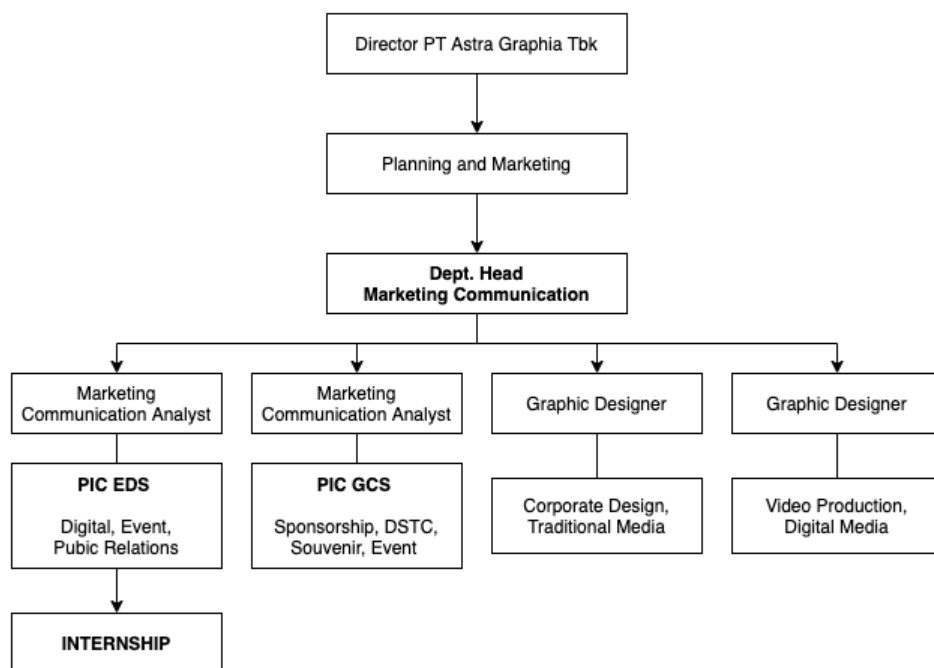 Director PT Astra Graphia Tbk
Planning and Marketing
Dept. Head
Marketing Communication
Marketing
Communication Analyst
Marketing
Communication Analyst
Graphic Designer
Graphic Designer
PIC EDS
Digital, Event,
Pubic Relations
PIC GCS
Sponsorship, DSTC,
Souvenir, Event
Corporate Design,
Traditional Media
Video Production,
Digital Media
INTERNSHIP